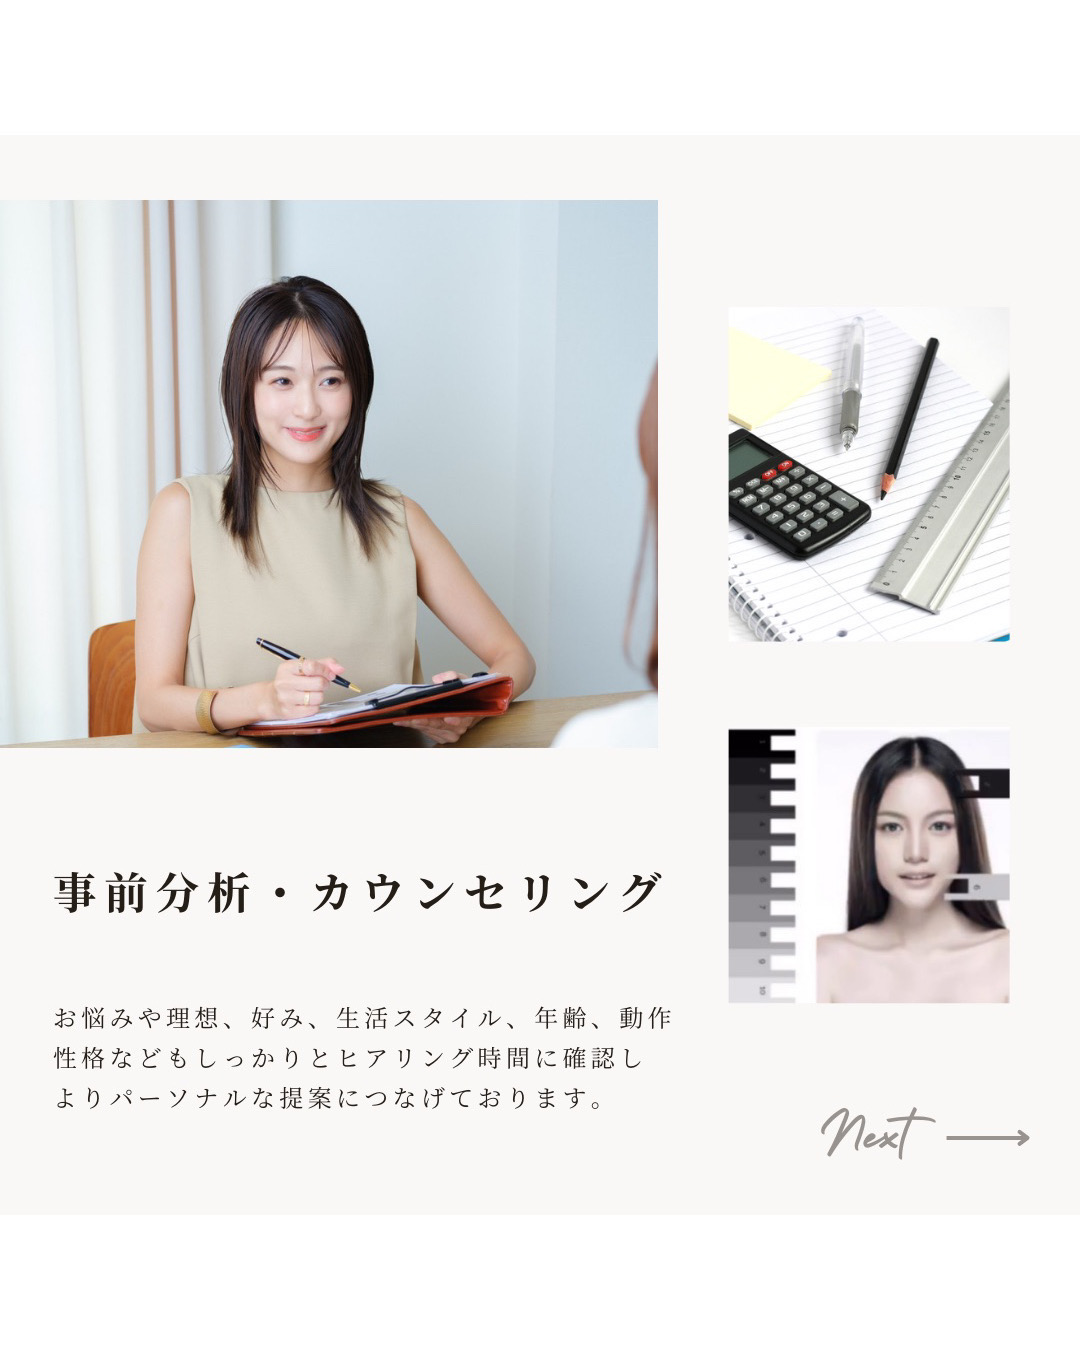 事前分析・カウンセリング
お悩みや理想、好み、生活スタイル、年齢、動作
性格などもしっかりとヒアリング時間に確認し
よりパーソナルな提案につなげております。
Next